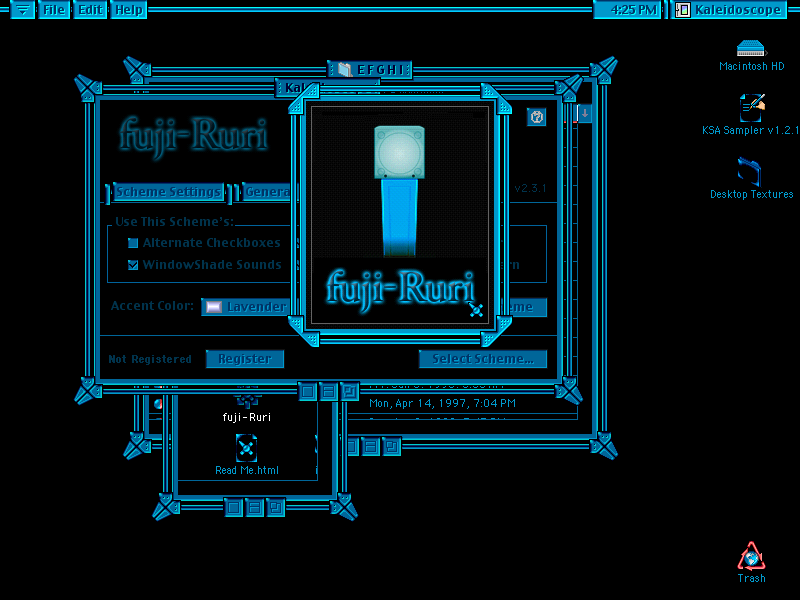 File Edit Help
4:25 PM
Kaleidoscope
Macintosh HD
KSA Sampler v1.2.1
Desktop Textures
EFGHI
Kal
fuji-Ruri
v2.3.1
Scheme Settings
Genera
Use This Scheme's:
Alternate Checkboxes
WindowShade Sounds
Accent Color:
Lavender
fuji-Ruri
Not Registered
Register
Select Scheme...
Mon, Apr 14, 1997, 7:04 PM
fuji-Ruri
Read Me.html
Trash